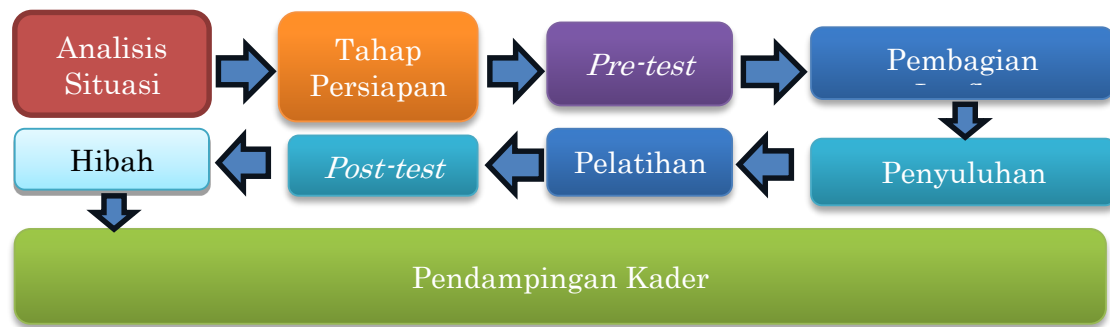 Analisis
Situasi
Tahap
Persiapan
Pre-test
Pembagian
Penyuluhan
Pelatihan
Post-test
Hibah
Pendampingan Kader